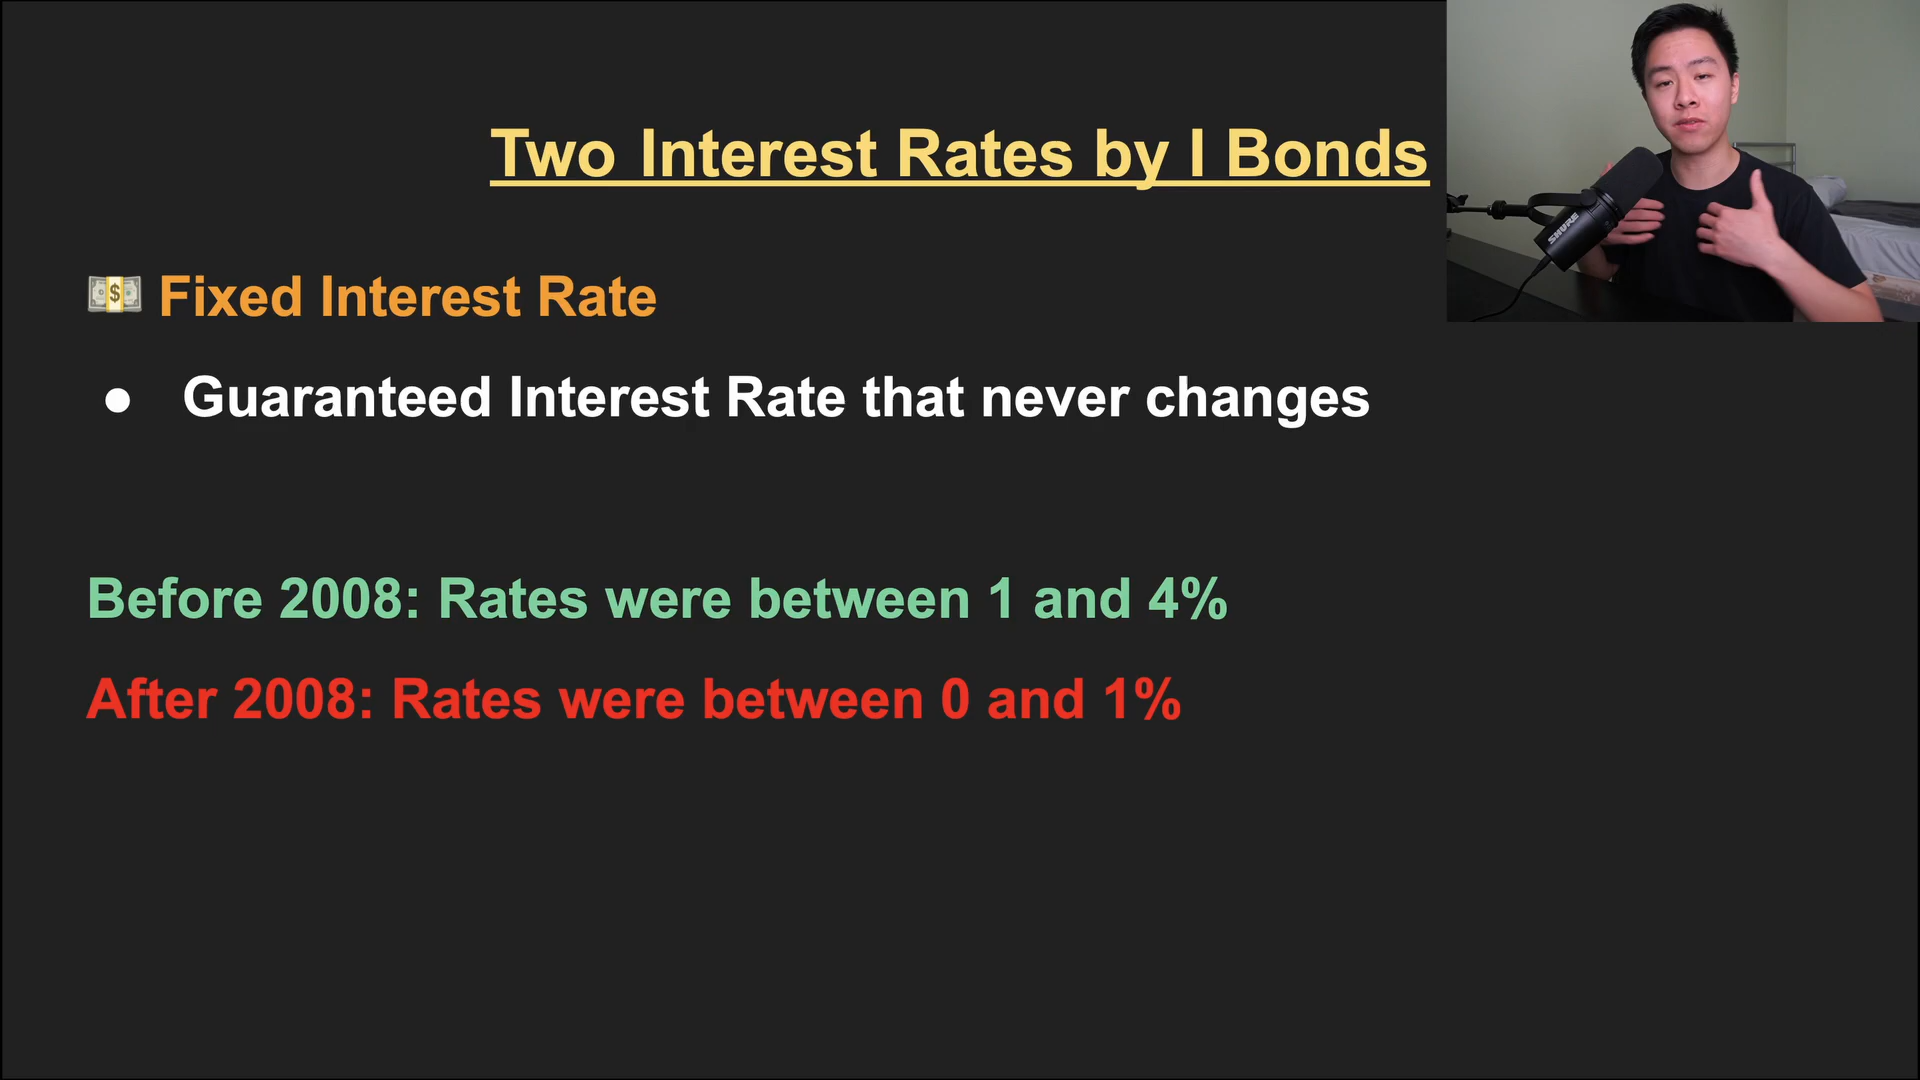 Two Interest Rates by I Bonds
💵 Fixed Interest Rate
● Guaranteed Interest Rate that never changes
Before 2008: Rates were between 1 and 4%
After 2008: Rates were between 0 and 1%
SHURE